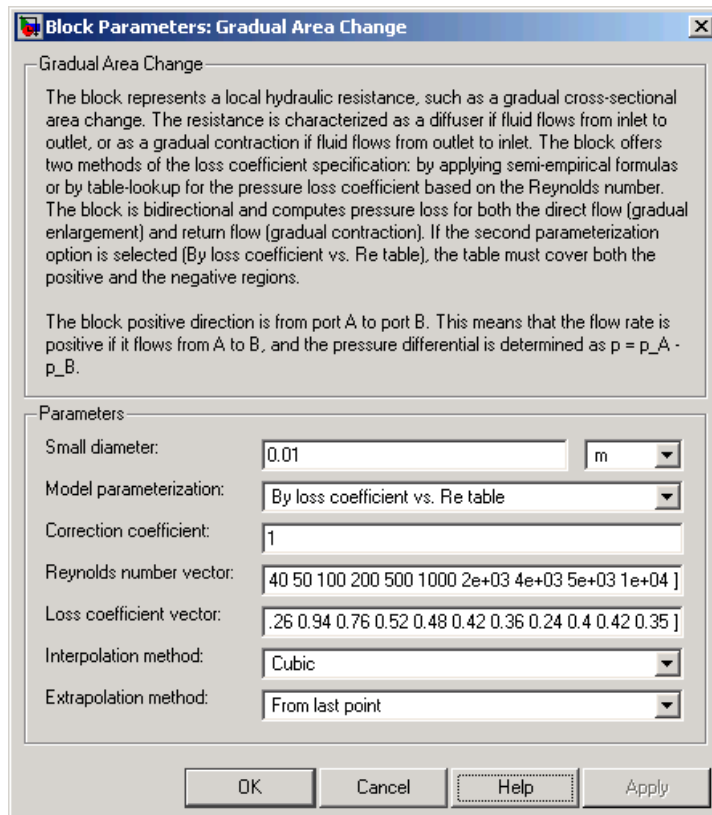 Block Parameters: Gradual Area Change
Gradual Area Change
The block represents a local hydraulic resistance, such as a gradual cross-sectional
area change. The resistance is characterized as a diffuser if fluid flows from inlet to
outlet, or as a gradual contraction if fluid flows from outlet to inlet. The block offers
two methods of the loss coefficient specification: by applying semi-empirical formulas
or by table-lookup for the pressure loss coefficient based on the Reynolds number.
The block is bidirectional and computes pressure loss for both the direct flow (gradual
enlargement) and return flow (gradual contraction). If the second parameterization
option is selected (By loss coefficient vs. Re table), the table must cover both the
positive and the negative regions.
The block positive direction is from port A to port B. This means that the flow rate is
positive if it flows from A to B, and the pressure differential is determined as p = p_A -
p_B.
Parameters
Small diameter: 0.01 m
Model parameterization: By loss coefficient vs. Re table
Correction coefficient: 1
Reynolds number vector: 40 50 100 200 500 1000 2e+03 4e+03 5e+03 1e+04 ]
Loss coefficient vector: .26 0.94 0.76 0.52 0.48 0.42 0.36 0.24 0.4 0.42 0.35 ]
Interpolation method: Cubic
Extrapolation method: From last point
OK Cancel Help Apply